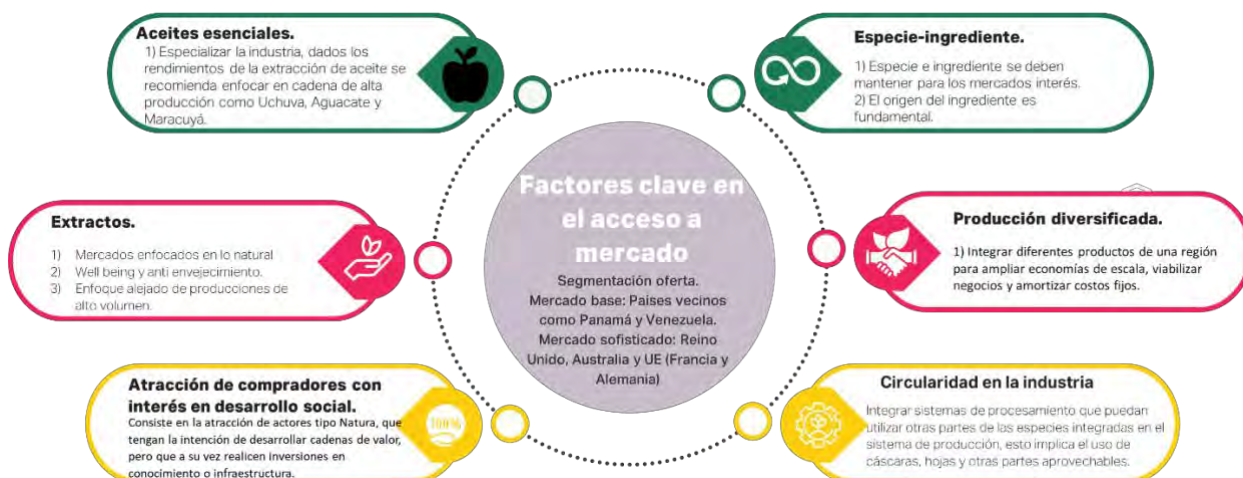 Aceites esenciales.
1) Especializar la industria, dados los
rendimientos de la extracción de aceite se
recomienda enfocar en cadena de alta
producción como Uchuva, Aguacate y
Maracuyá.
Especie-ingrediente.
1) Especie e ingrediente se deben
mantener para los mercados interés.
2) El origen del ingrediente es
fundamental.
Extractos.
1) Mercados enfocados en lo natural
2) Well being y anti envejecimiento.
3) Enfoque alejado de producciones de
alto volumen.
Factores clave en
el acceso a
mercado
Segmentación oferta.
Mercado base: Paises vecinos
como Panamá y Venezuela.
Mercado sofisticado: Reino
Unido, Australia y UE (Francia y
Alemania)
Producción diversificada.
1) Integrar diferentes productos de una región
para ampliar economías de escala, viabilizar
negocios y amortizar costos fijos.
Atracción de compradores con
interés en desarrollo social.
Consiste en la atracción de actores tipo Natura, que
tengan la intención de desarrollar cadenas de valor,
pero que a su vez realicen inversiones en
conocimiento o infraestructura.
100%
Circularidad en la industria
Integrar sistemas de procesamiento que puedan
utilizar otras partes de las especies integradas en el
sistema de producción, esto implica el uso de
cáscaras, hojas y otras partes aprovechables.